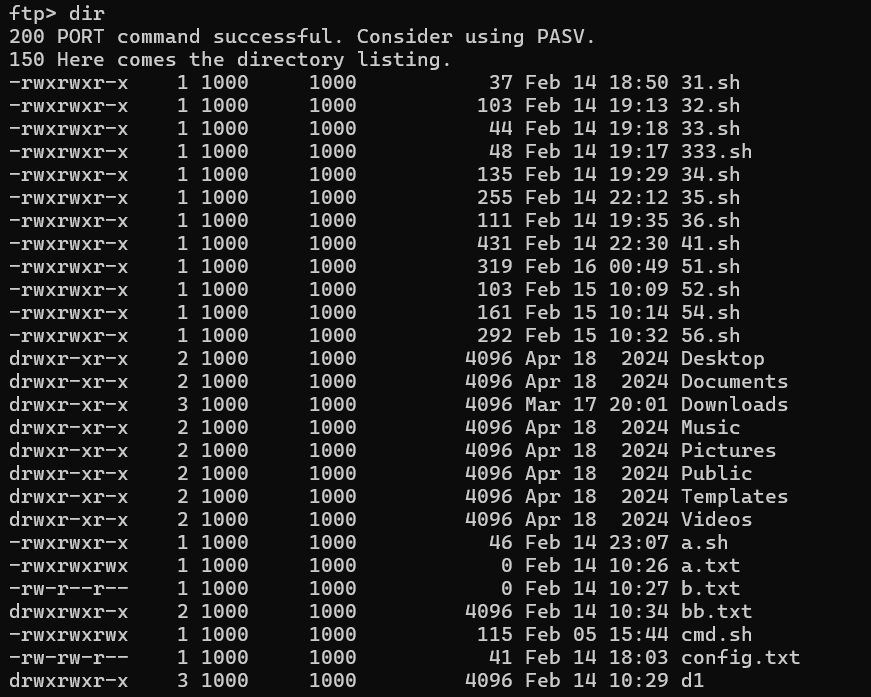 ftp> dir
200 PORT command successful. Consider using PASV.
150 Here comes the directory listing.
-rwxrwxr-x    1 1000     1000           37 Feb 14 18:50 31.sh
-rwxrwxr-x    1 1000     1000          103 Feb 14 19:13 32.sh
-rwxrwxr-x    1 1000     1000           44 Feb 14 19:18 33.sh
-rwxrwxr-x    1 1000     1000           48 Feb 14 19:17 333.sh
-rwxrwxr-x    1 1000     1000          135 Feb 14 19:29 34.sh
-rwxrwxr-x    1 1000     1000          255 Feb 14 22:12 35.sh
-rwxrwxr-x    1 1000     1000          111 Feb 14 19:35 36.sh
-rwxrwxr-x    1 1000     1000          431 Feb 14 22:30 41.sh
-rwxrwxr-x    1 1000     1000          319 Feb 16 00:49 51.sh
-rwxrwxr-x    1 1000     1000          103 Feb 15 10:09 52.sh
-rwxrwxr-x    1 1000     1000          161 Feb 15 10:14 54.sh
-rwxrwxr-x    1 1000     1000          292 Feb 15 10:32 56.sh
drwxr-xr-x    2 1000     1000         4096 Apr 18  2024 Desktop
drwxr-xr-x    2 1000     1000         4096 Apr 18  2024 Documents
drwxr-xr-x    3 1000     1000         4096 Mar 17 20:01 Downloads
drwxr-xr-x    2 1000     1000         4096 Apr 18  2024 Music
drwxr-xr-x    2 1000     1000         4096 Apr 18  2024 Pictures
drwxr-xr-x    2 1000     1000         4096 Apr 18  2024 Public
drwxr-xr-x    2 1000     1000         4096 Apr 18  2024 Templates
drwxr-xr-x    2 1000     1000         4096 Apr 18  2024 Videos
-rwxrwxr-x    1 1000     1000           46 Feb 14 23:07 a.sh
-rwxrwxrwx    1 1000     1000            0 Feb 14 10:26 a.txt
-rw-r--r--    1 1000     1000            0 Feb 14 10:27 b.txt
drwxrwxr-x    2 1000     1000         4096 Feb 14 10:34 bb.txt
-rwxrwxrwx    1 1000     1000          115 Feb 05 15:44 cmd.sh
-rw-rw-r--    1 1000     1000           41 Feb 14 18:03 config.txt
drwxrwxr-x    3 1000     1000         4096 Feb 14 10:29 d1